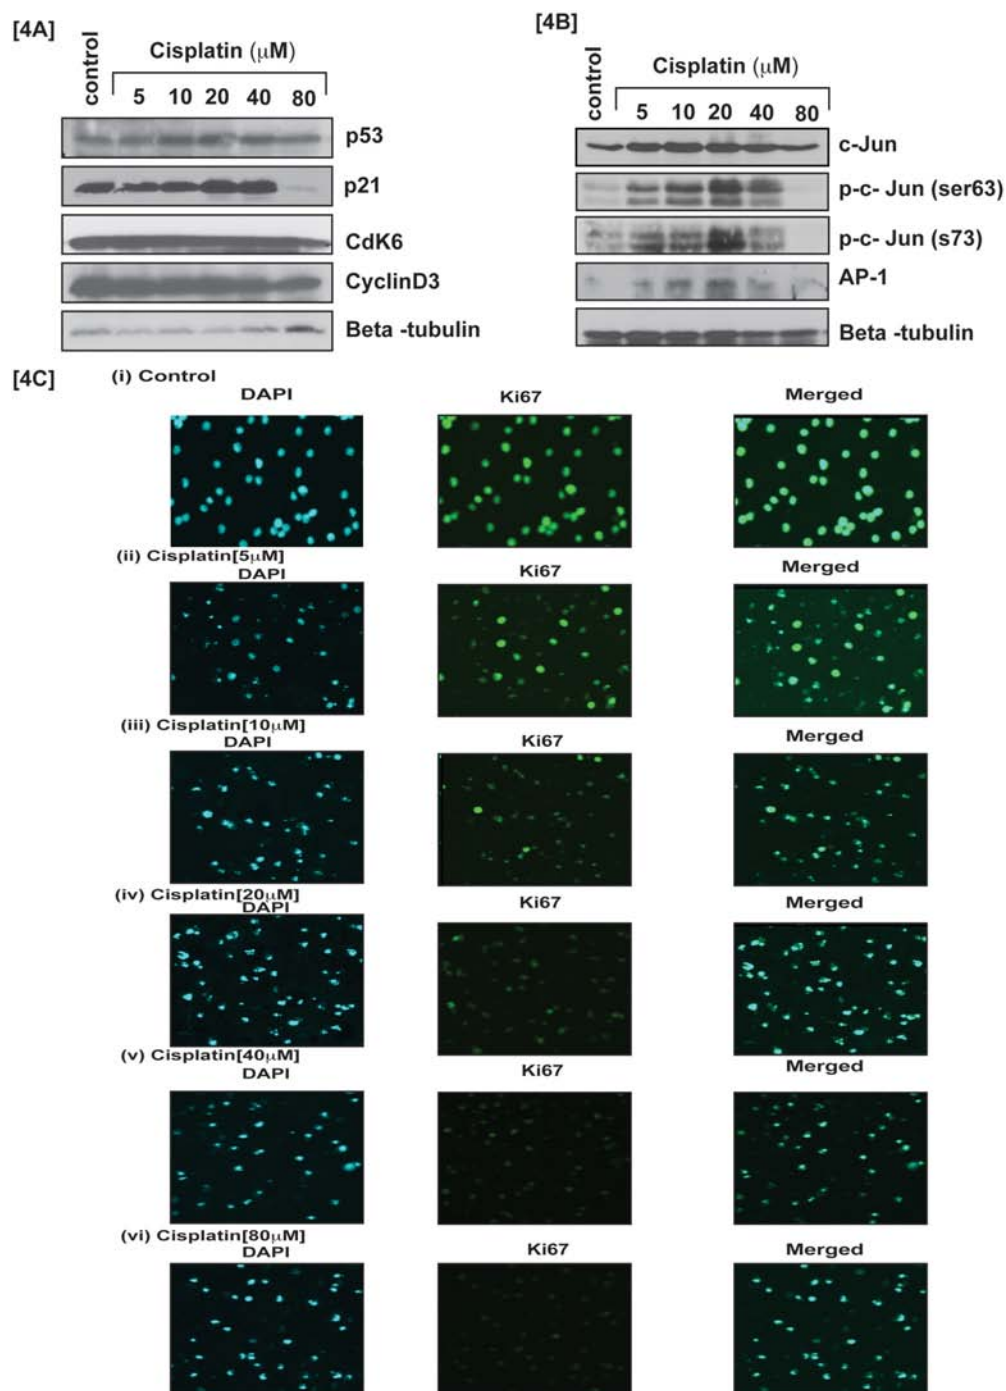 [4A]
control
Cisplatin (μM)
5 10 20 40 80
p53
p21
CdK6
CyclinD3
Beta -tubulin
[4B]
control
Cisplatin (μM)
5 10 20 40 80
c-Jun
p-c- Jun (ser63)
p-c- Jun (s73)
AP-1
Beta -tubulin
[4C]
(i) Control
DAPI Ki67 Merged
(ii) Cisplatin[5μM]
DAPI Ki67 Merged
(iii) Cisplatin[10μM]
DAPI Ki67 Merged
(iv) Cisplatin[20μM]
DAPI Ki67 Merged
(v) Cisplatin[40μM]
DAPI Ki67 Merged
(vi) Cisplatin[80μM]
DAPI Ki67 Merged